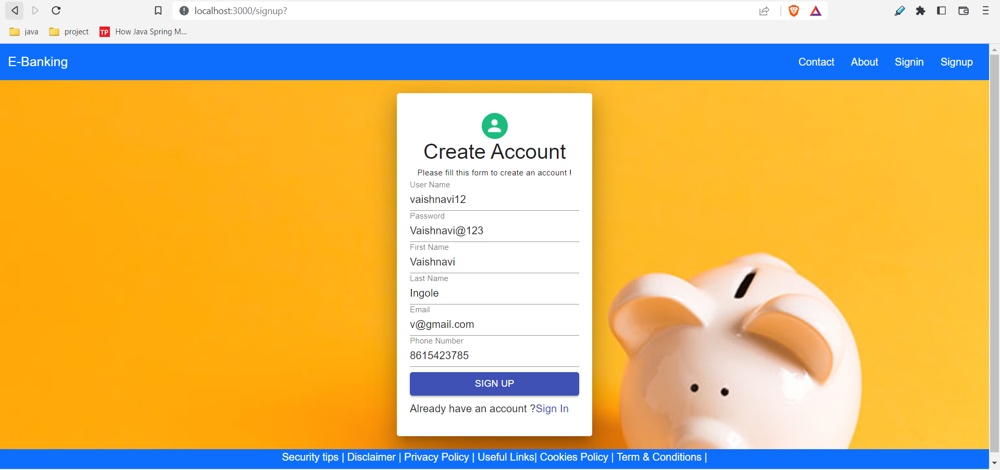 localhost:3000/signup?
java project TP How Java Spring M...
E-Banking Contact About Signin Signup
Create Account
Please fill this form to create an account !
User Name
vaishnavi12
Password
Vaishnavi@123
First Name
Vaishnavi
Last Name
Ingole
Email
v@gmail.com
Phone Number
8615423785
SIGN UP
Already have an account ?Sign In
Security tips | Disclaimer | Privacy Policy | Useful Links| Cookies Policy | Term & Conditions |